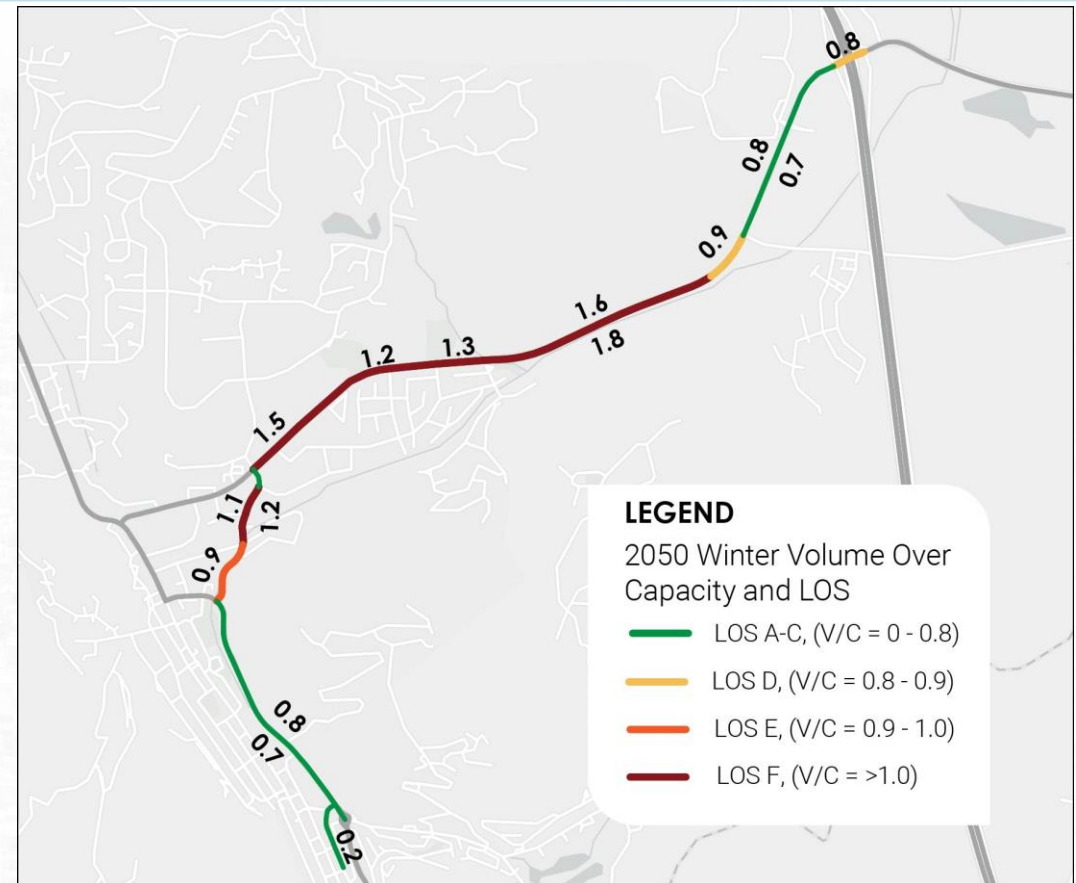 0.8
0.8
0.7
0.9
1.6
1.8
1.3
1.2
1.5
1.1
1.2
0.9
0.8
0.7
0.2
LEGEND
2050 Winter Volume Over
Capacity and LOS
LOS A-C, (V/C = 0 - 0.8)
LOS D, (V/C = 0.8 - 0.9)
LOS E, (V/C = 0.9 - 1.0)
LOS F, (V/C = >1.0)